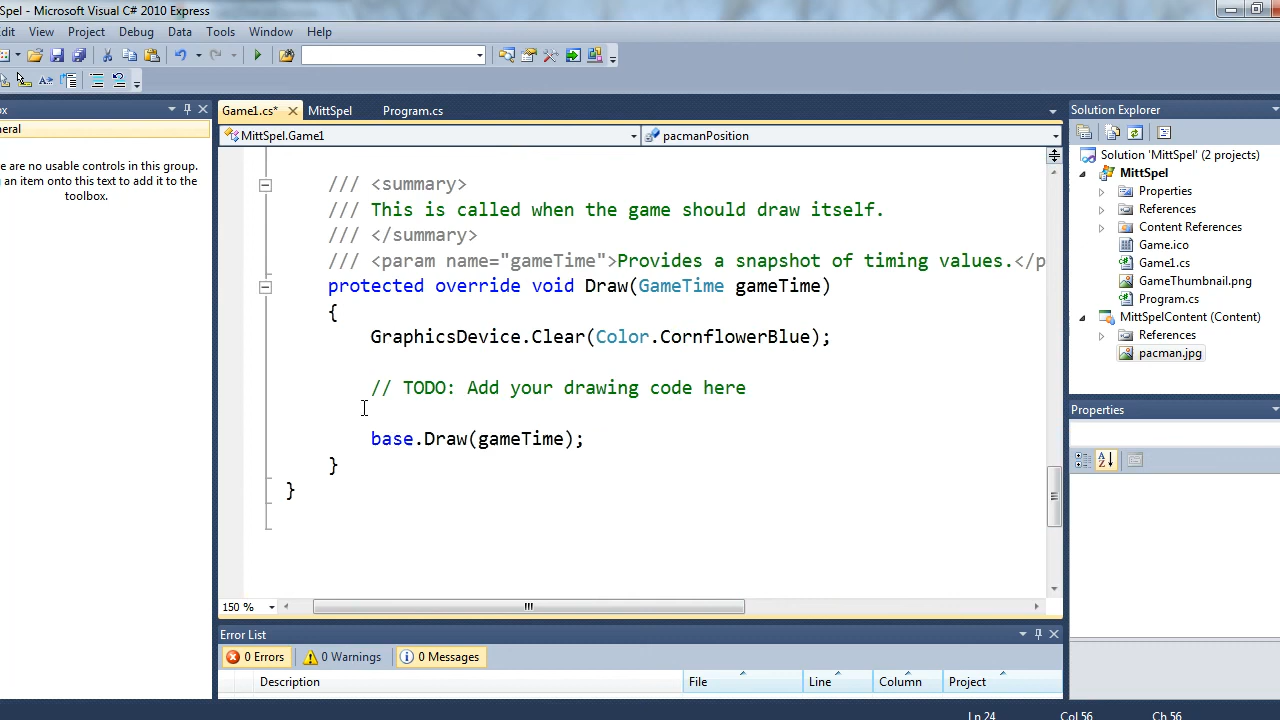 Spel - Microsoft Visual C# 2010 Express
dit View Project Debug Data Tools Window Help
Game1.cs* MittSpel Program.cs
MittSpel.Game1 pacmanPosition
ox
neral
e are no usable controls in this group.
g an item onto this text to add it to the
toolbox.
/// <summary>
/// This is called when the game should draw itself.
/// </summary>
/// <param name="gameTime">Provides a snapshot of timing values.</p
protected override void Draw(GameTime gameTime)
{
GraphicsDevice.Clear(Color.CornflowerBlue);
// TODO: Add your drawing code here
base.Draw(gameTime);
}
}
150 %
Solution Explorer
Solution 'MittSpel' (2 projects)
MittSpel
Properties
References
Content References
Game.ico
Game1.cs
GameThumbnail.png
Program.cs
MittSpelContent (Content)
References
pacman.jpg
Properties
Error List
0 Errors 0 Warnings 0 Messages
Description File Line Column Project
Ln 24 Col 56 Ch 56